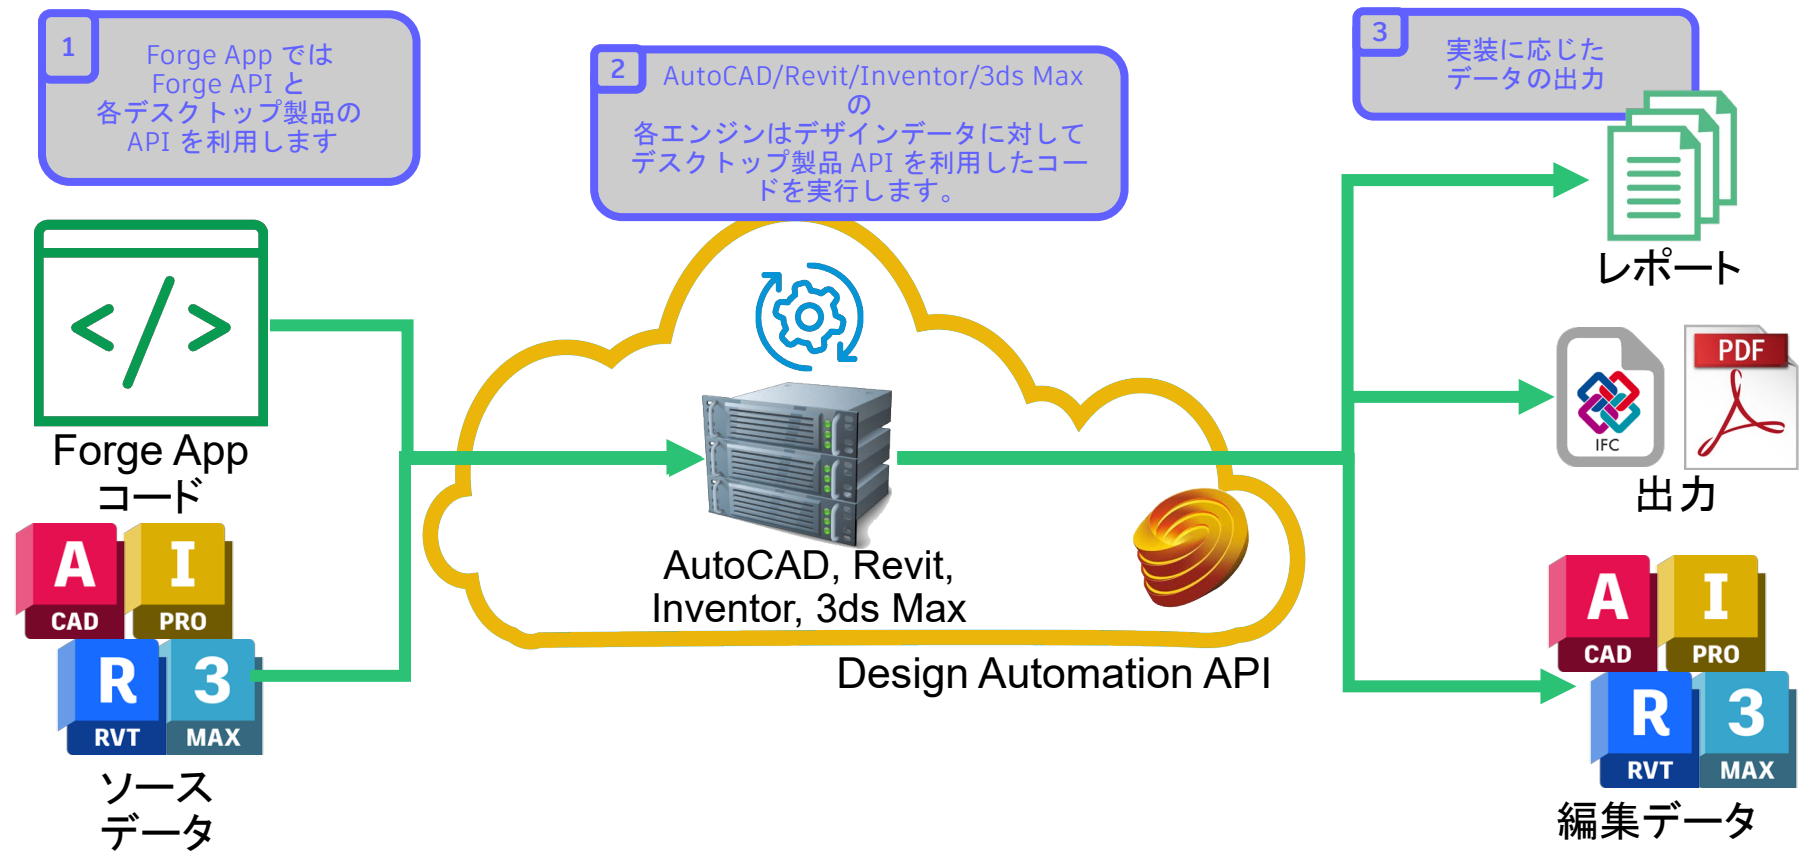 1
Forge App では
Forge API と
各デスクトップ製品の
API を利用します
2
AutoCAD/Revit/Inventor/3ds Max
の
各エンジンはデザインデータに対して
デスクトップ製品 API を利用したコー
ドを実行します。
3
実装に応じた
データの出力
</>
Forge App
コード
A
CAD
I
PRO
R
RVT
3
MAX
ソース
データ
AutoCAD, Revit,
Inventor, 3ds Max
Design Automation API
レポート
IFC
PDF
出力
A
CAD
I
PRO
R
RVT
3
MAX
編集データ